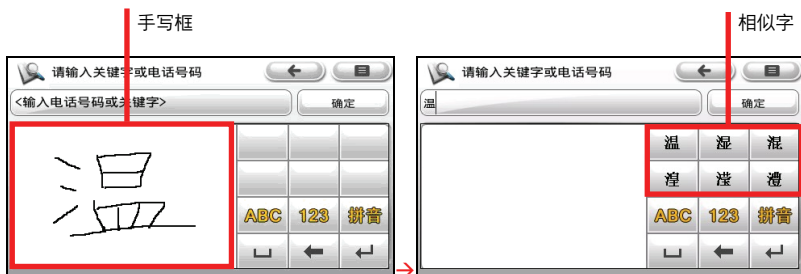 手写框
相似字
请输入关键字或电话号码
<输入电话号码或关键字>
确定
温
ABC 123 拼音
→
请输入关键字或电话号码
温
确定
温 湿 混
湟 滢 澧
ABC 123 拼音